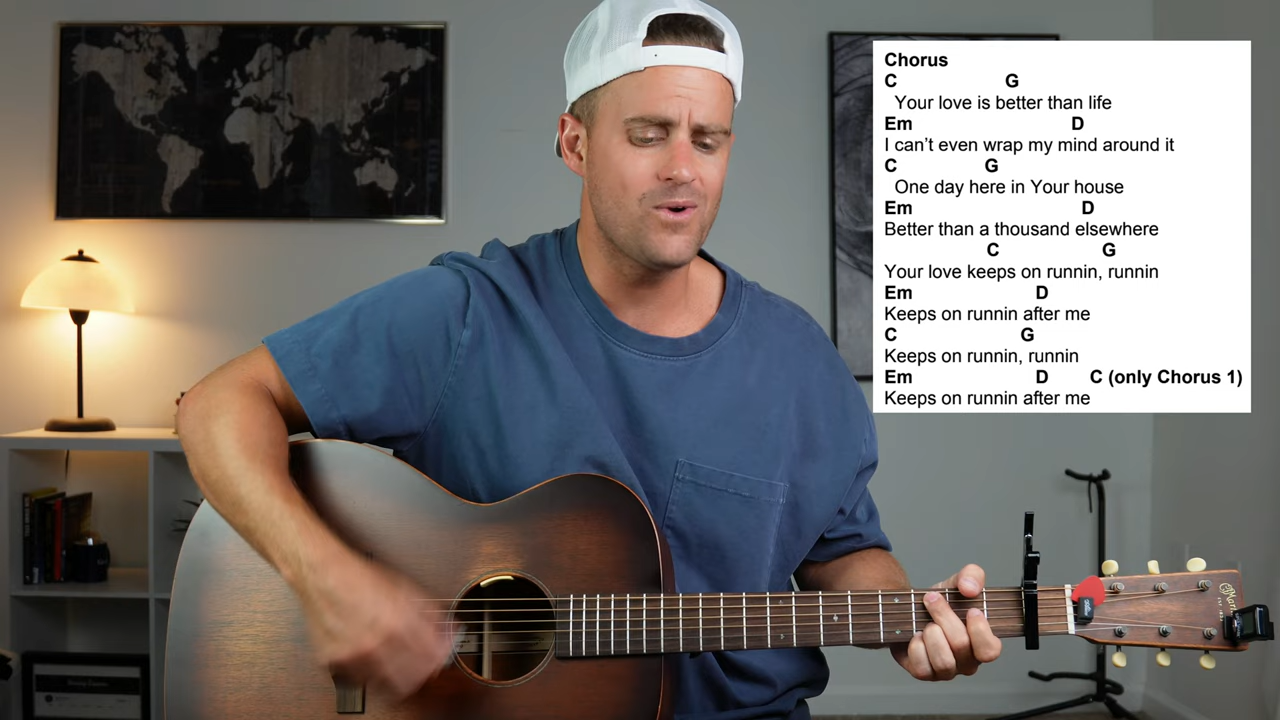 Chorus
C G
Your love is better than life
Em D
I can't even wrap my mind around it
C G
One day here in Your house
Em D
Better than a thousand elsewhere
C G
Your love keeps on runnin, runnin
Em D
Keeps on runnin after me
C G
Keeps on runnin, runnin
Em D C (only Chorus 1)
Keeps on runnin after me